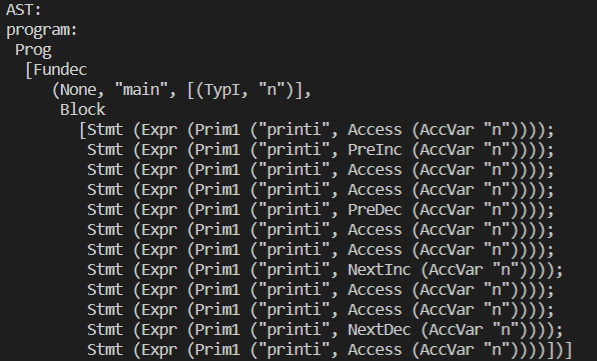 AST:
program:
Prog
[Fundec
(None, "main", [(TypI, "n")],
Block
[Stmt (Expr (Prim1 ("printi", Access (AccVar "n"))));
Stmt (Expr (Prim1 ("printi", PreInc (AccVar "n"))));
Stmt (Expr (Prim1 ("printi", Access (AccVar "n"))));
Stmt (Expr (Prim1 ("printi", Access (AccVar "n"))));
Stmt (Expr (Prim1 ("printi", PreDec (AccVar "n"))));
Stmt (Expr (Prim1 ("printi", Access (AccVar "n"))));
Stmt (Expr (Prim1 ("printi", Access (AccVar "n"))));
Stmt (Expr (Prim1 ("printi", NextInc (AccVar "n"))));
Stmt (Expr (Prim1 ("printi", Access (AccVar "n"))));
Stmt (Expr (Prim1 ("printi", Access (AccVar "n"))));
Stmt (Expr (Prim1 ("printi", NextDec (AccVar "n"))));
Stmt (Expr (Prim1 ("printi", Access (AccVar "n"))))])]